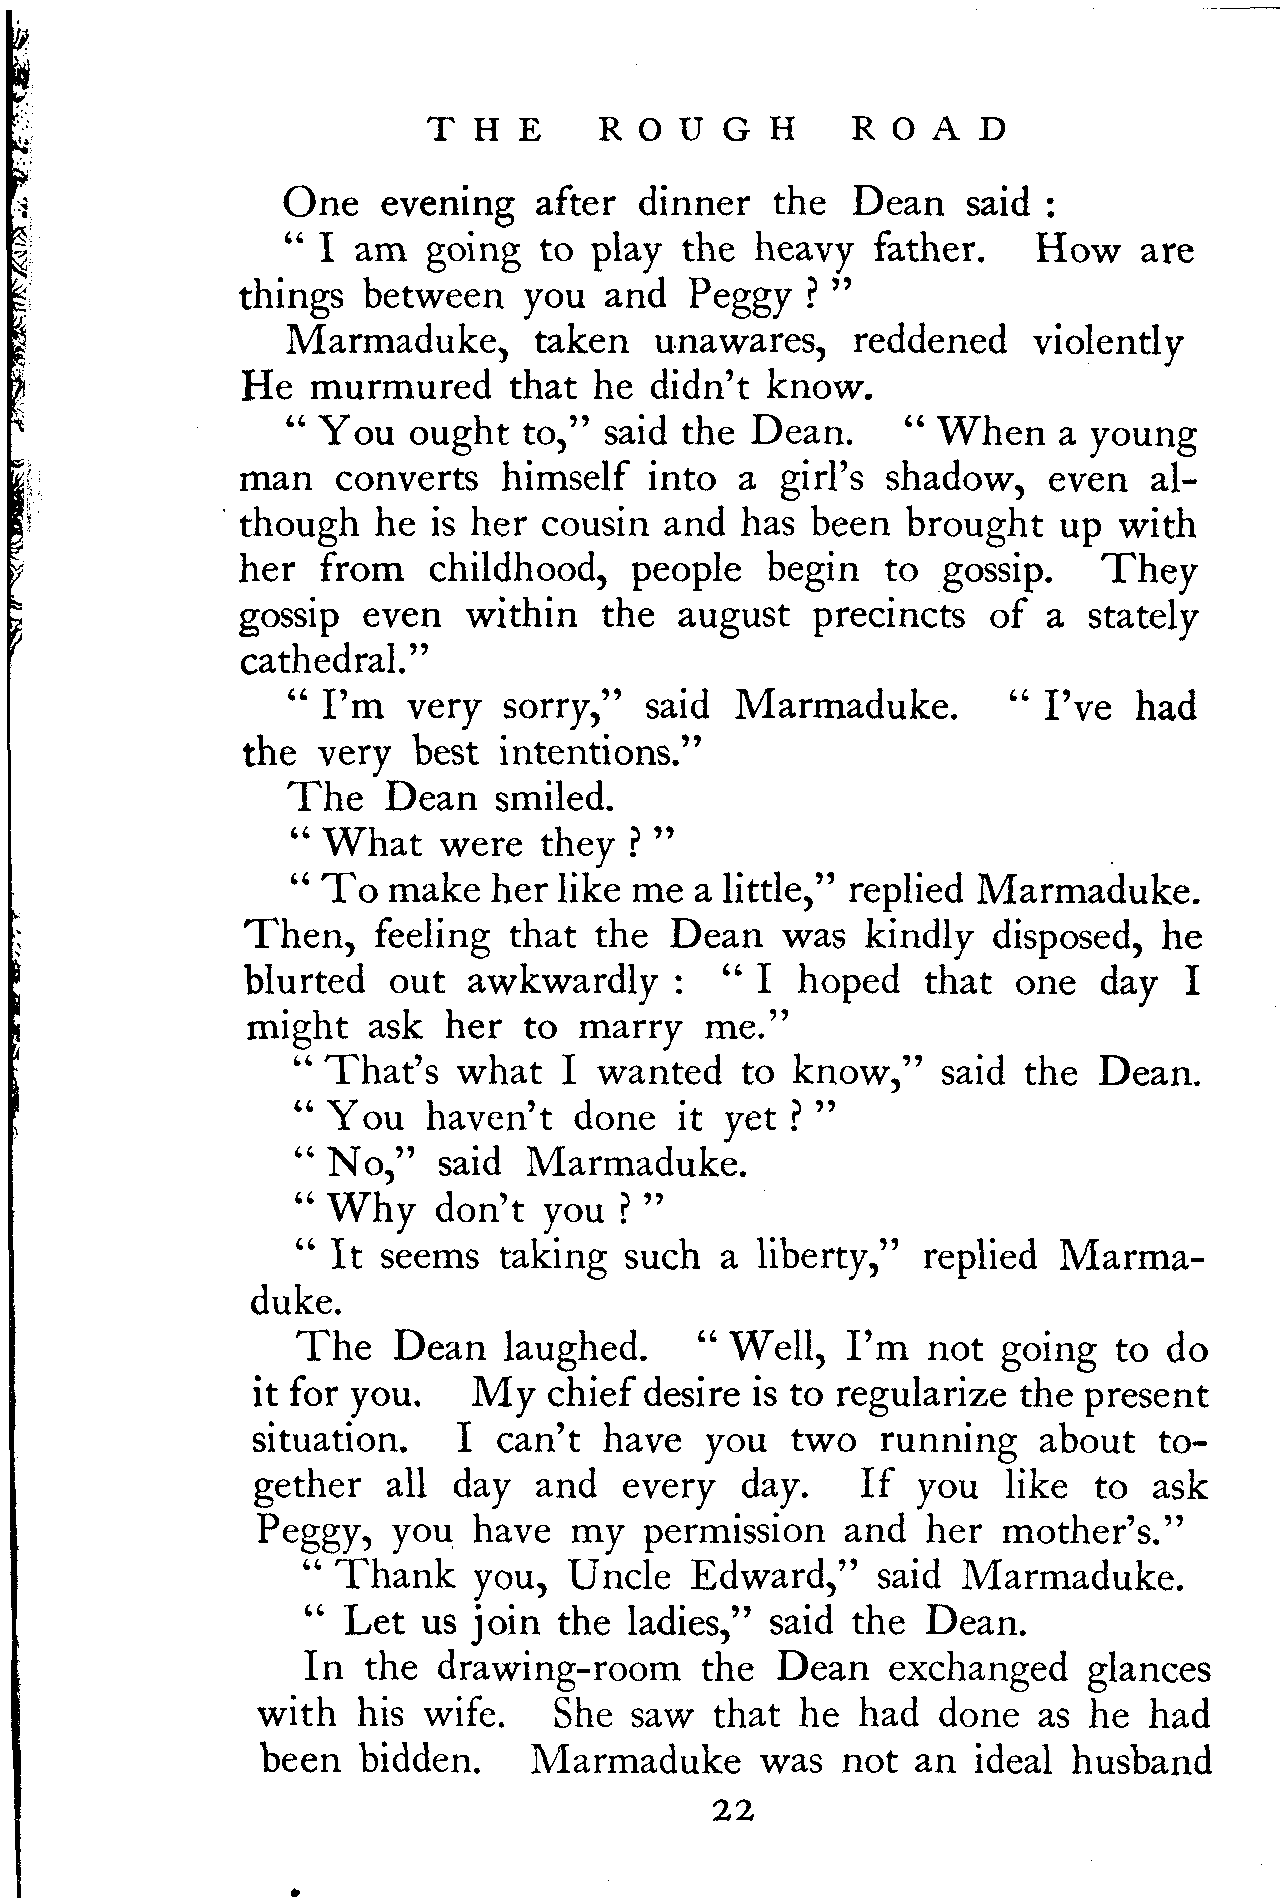 THE ROUGH ROAD
One evening after dinner the Dean said :
“ I am going to play the heavy father. How are
things between you and Peggy ? ”
Marmaduke, taken unawares, reddened violently
He murmured that he didn’t know.
“ You ought to,” said the Dean. “ When a young
man converts himself into a girl’s shadow, even al-
though he is her cousin and has been brought up with
her from childhood, people begin to gossip. They
gossip even within the august precincts of a stately
cathedral.”
“ I’m very sorry,” said Marmaduke. “ I’ve had
the very best intentions.”
The Dean smiled.
“ What were they ? ”
“ To make her like me a little,” replied Marmaduke.
Then, feeling that the Dean was kindly disposed, he
blurted out awkwardly : “ I hoped that one day I
might ask her to marry me.”
“ That’s what I wanted to know,” said the Dean.
“ You haven’t done it yet ? ”
“ No,” said Marmaduke.
“ Why don’t you ? ”
“ It seems taking such a liberty,” replied Marma-
duke.
The Dean laughed. “ Well, I’m not going to do
it for you. My chief desire is to regularize the present
situation. I can’t have you two running about to-
gether all day and every day. If you like to ask
Peggy, you have my permission and her mother’s.”
“ Thank you, Uncle Edward,” said Marmaduke.
“ Let us join the ladies,” said the Dean.
In the drawing-room the Dean exchanged glances
with his wife. She saw that he had done as he had
been bidden. Marmaduke was not an ideal husband
22